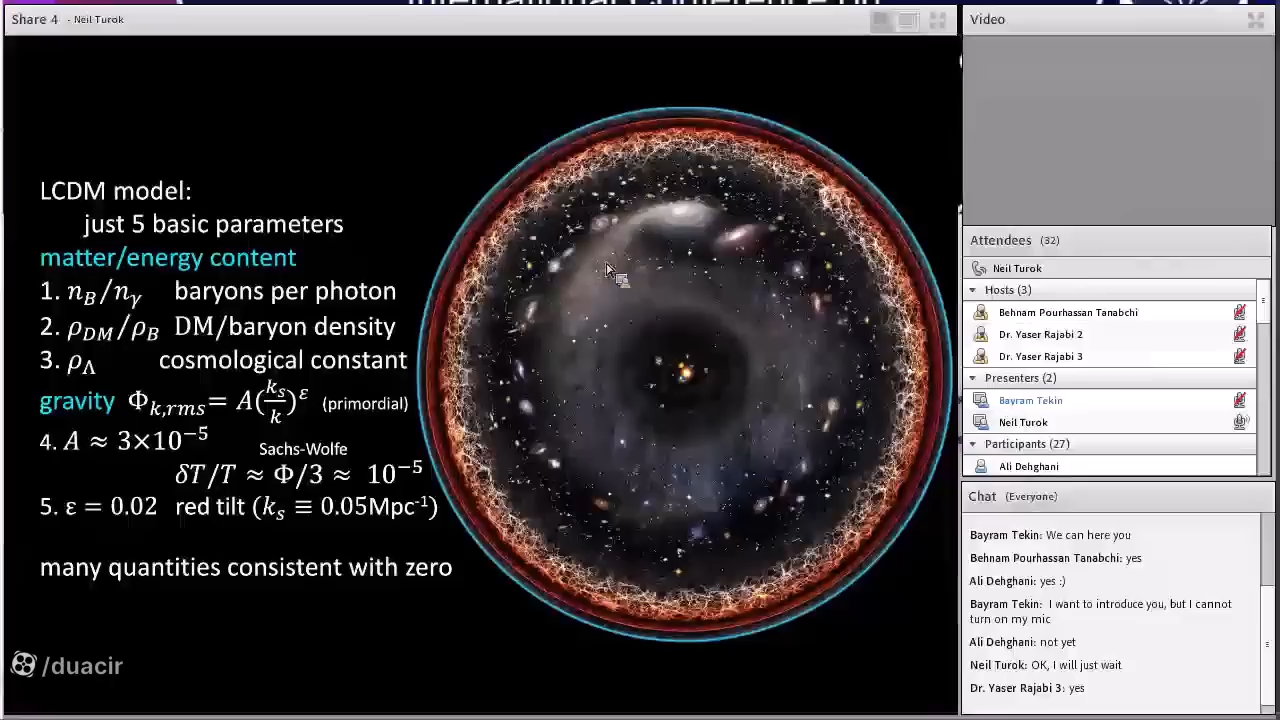 International Conference on
Share 4 - Neil Turok
LCDM model:
just 5 basic parameters
matter/energy content
1. n_B/n_γ baryons per photon
2. ρ_DM/ρ_B DM/baryon density
3. ρ_Λ cosmological constant
gravity Φ_k,rms= A(k_s/k)^ε (primordial)
4. A ≈ 3×10⁻⁵
Sachs-Wolfe
δT/T ≈ Φ/3 ≈ 10⁻⁵
5. ε = 0.02 red tilt (k_s ≡ 0.05Mpc⁻¹)
many quantities consistent with zero
/duacir
Video
Attendees (32)
Neil Turok
Hosts (3)
Behnam Pourhassan Tanabchi
Dr. Yaser Rajabi 2
Dr. Yaser Rajabi 3
Presenters (2)
Bayram Tekin
Neil Turok
Participants (27)
Ali Dehghani
Chat (Everyone)
Bayram Tekin: We can here you
Behnam Pourhassan Tanabchi: yes
Ali Dehghani: yes :)
Bayram Tekin: I want to introduce you, but I cannot
turn on my mic
Ali Dehghani: not yet
Neil Turok: OK, I will just wait
Dr. Yaser Rajabi 3: yes